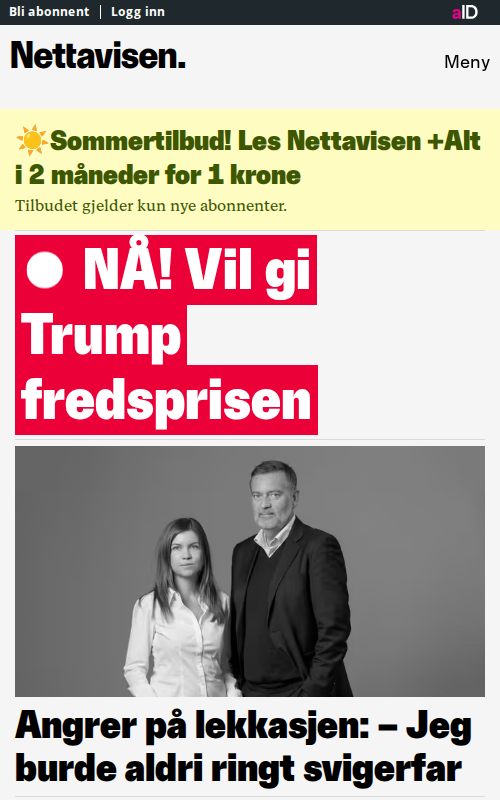 Bli abonnent | Logg inn
aID
Nettavisen.
Meny
☀️Sommertilbud! Les Nettavisen +Alt
i 2 måneder for 1 krone
Tilbudet gjelder kun nye abonnenter.
NÅ! Vil gi
Trump
fredsprisen
Angrer på lekkasjen: – Jeg
burde aldri ringt svigerfar